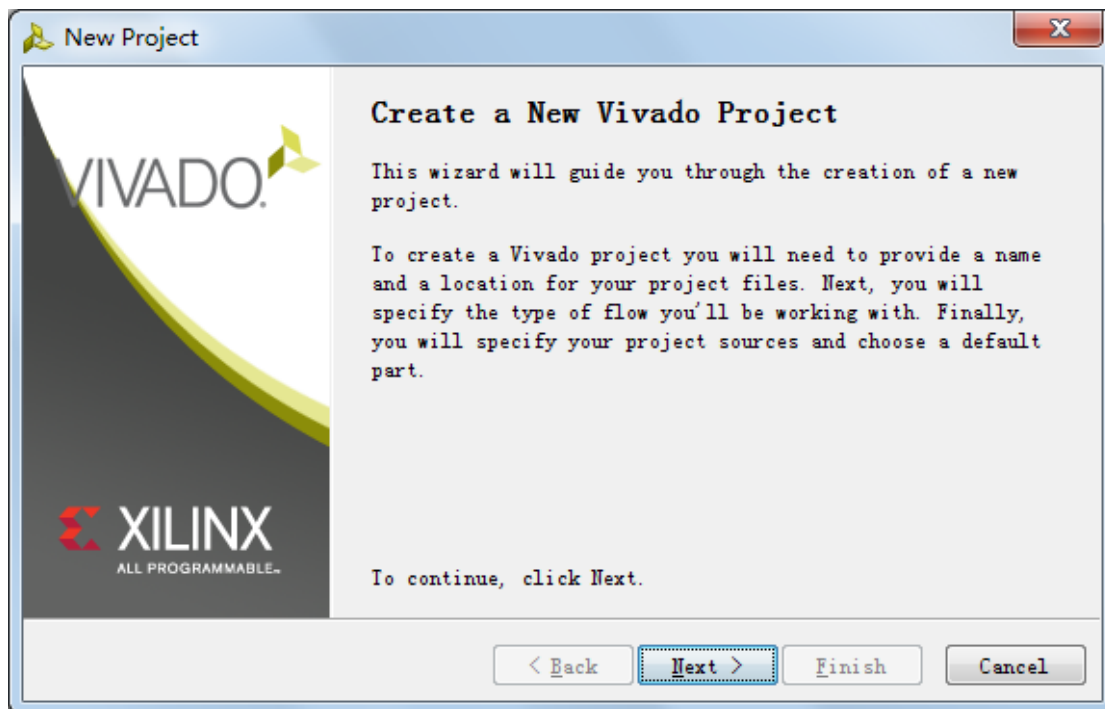 New Project
VIVADO.
Create a New Vivado Project
This wizard will guide you through the creation of a new
project.
To create a Vivado project you will need to provide a name
and a location for your project files. Next, you will
specify the type of flow you'll be working with. Finally,
you will specify your project sources and choose a default
part.
XILINX
ALL PROGRAMMABLE™
To continue, click Next.
< Back
Next >
Finish
Cancel